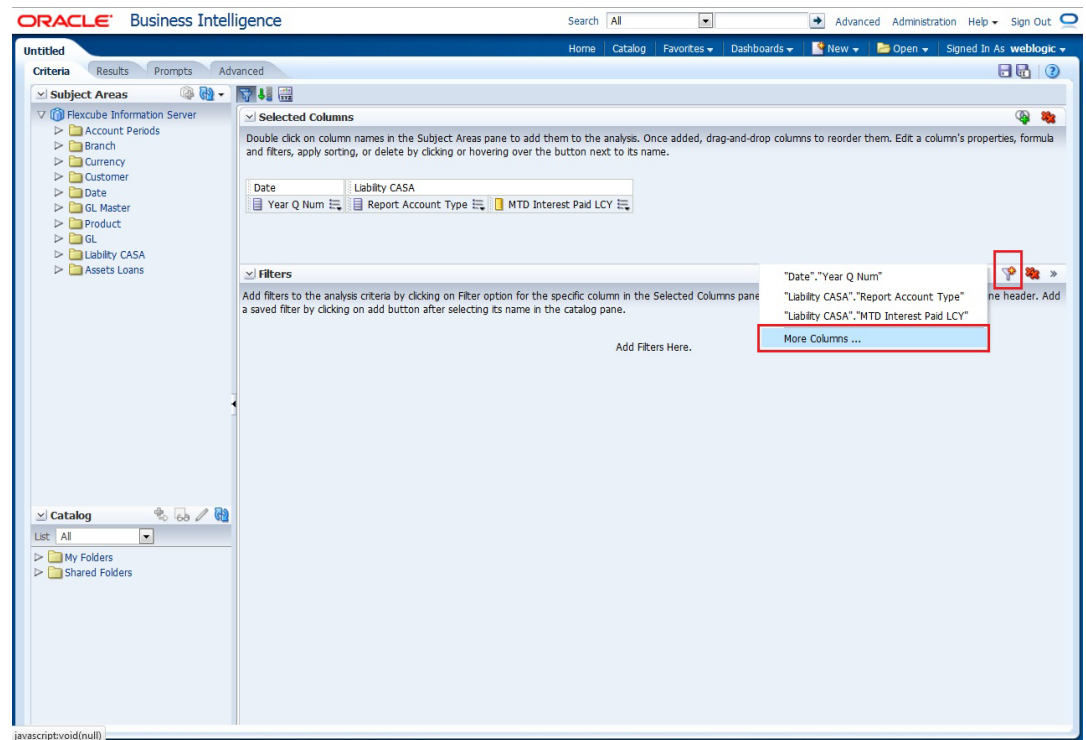 ORACLE Business Intelligence
Search All Advanced Administration Help Sign Out
Untitled
Home Catalog Favorites Dashboards New Open Signed In As weblogic
Criteria Results Prompts Advanced
Subject Areas
Flexcube Information Server
Account Periods
Branch
Currency
Customer
Date
GL Master
Product
GL
Liability CASA
Assets Loans
Selected Columns
Double click on column names in the Subject Areas pane to add them to the analysis. Once added, drag-and-drop columns to reorder them. Edit a column's properties, formula
and filters, apply sorting, or delete by clicking or hovering over the button next to its name.
Date Liability CASA
Year Q Num Report Account Type MTD Interest Paid LCY
Filters
Add filters to the analysis criteria by clicking on Filter option for the specific column in the Selected Columns pane ne header. Add
a saved filter by clicking on add button after selecting its name in the catalog pane.
Add Filters Here.
"Date"."Year Q Num"
"Liability CASA"."Report Account Type"
"Liability CASA"."MTD Interest Paid LCY"
More Columns ...
Catalog
List All
My Folders
Shared Folders
javascript:void(null)